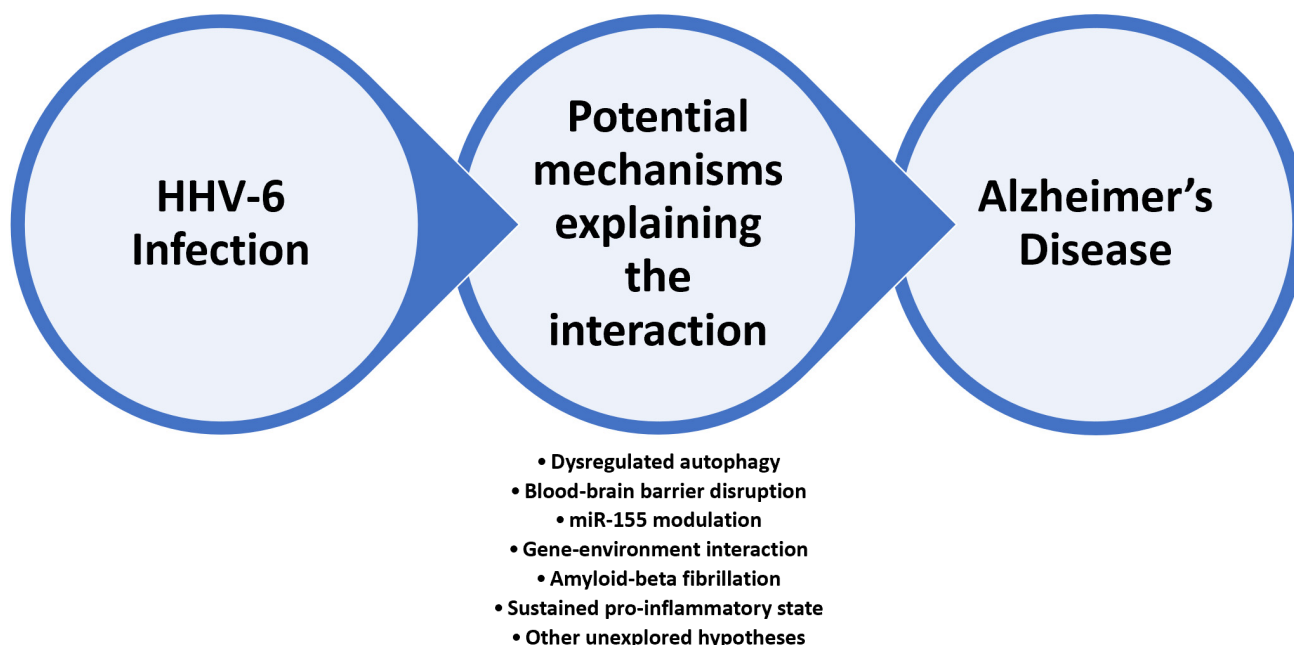 HHV-6
Infection
Potential
mechanisms
explaining
the
interaction
Alzheimer’s
Disease
• Dysregulated autophagy
• Blood-brain barrier disruption
• miR-155 modulation
• Gene-environment interaction
• Amyloid-beta fibrillation
• Sustained pro-inflammatory state
• Other unexplored hypotheses